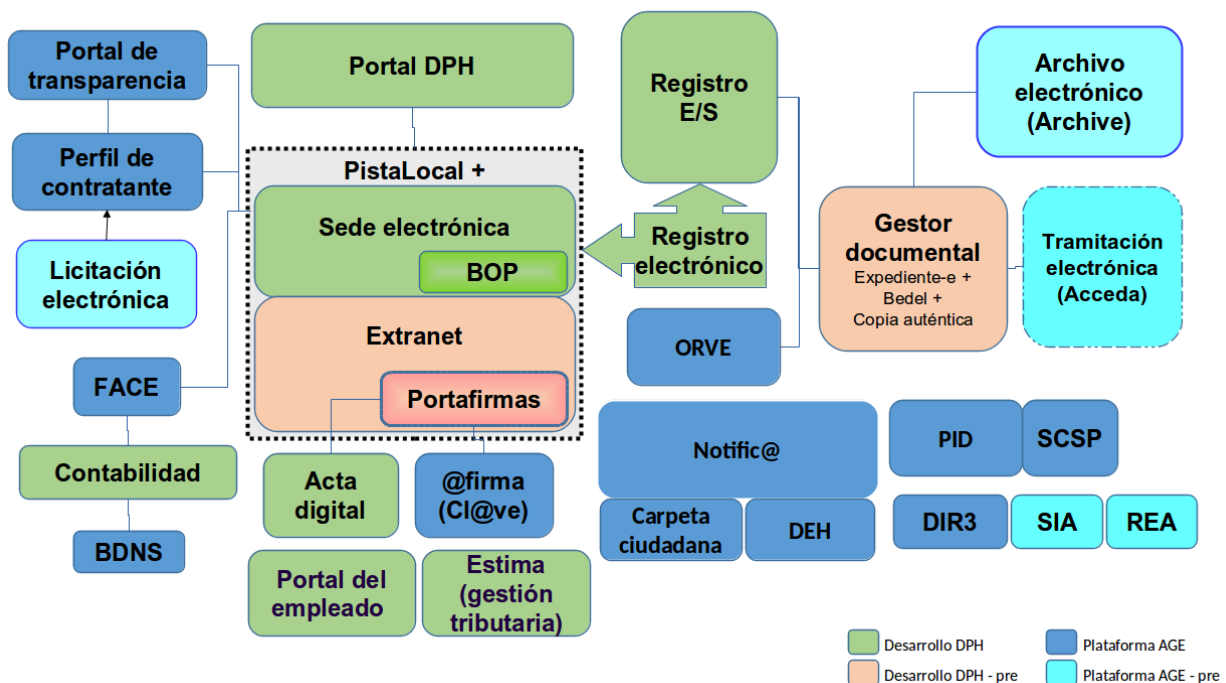 Portal de
transparencia
Perfil de
contratante
Licitación
electrónica
FACE
Contabilidad
BDNS
Portal DPH
PistaLocal +
Sede electrónica
BOP
Extranet
Portafirmas
Acta
digital
@firma
(Cl@ve)
Portal del
empleado
Estima
(gestión
tributaria)
Registro
E/S
Registro
electrónico
ORVE
Notific@
Carpeta
ciudadana
DEH
Archivo
electrónico
(Archive)
Gestor
documental
Expediente-e +
Bedel +
Copia auténtica
Tramitación
electrónica
(Acceda)
PID
SCSP
DIR3
SIA
REA
Desarrollo DPH
Plataforma AGE
Desarrollo DPH - pre
Plataforma AGE - pre